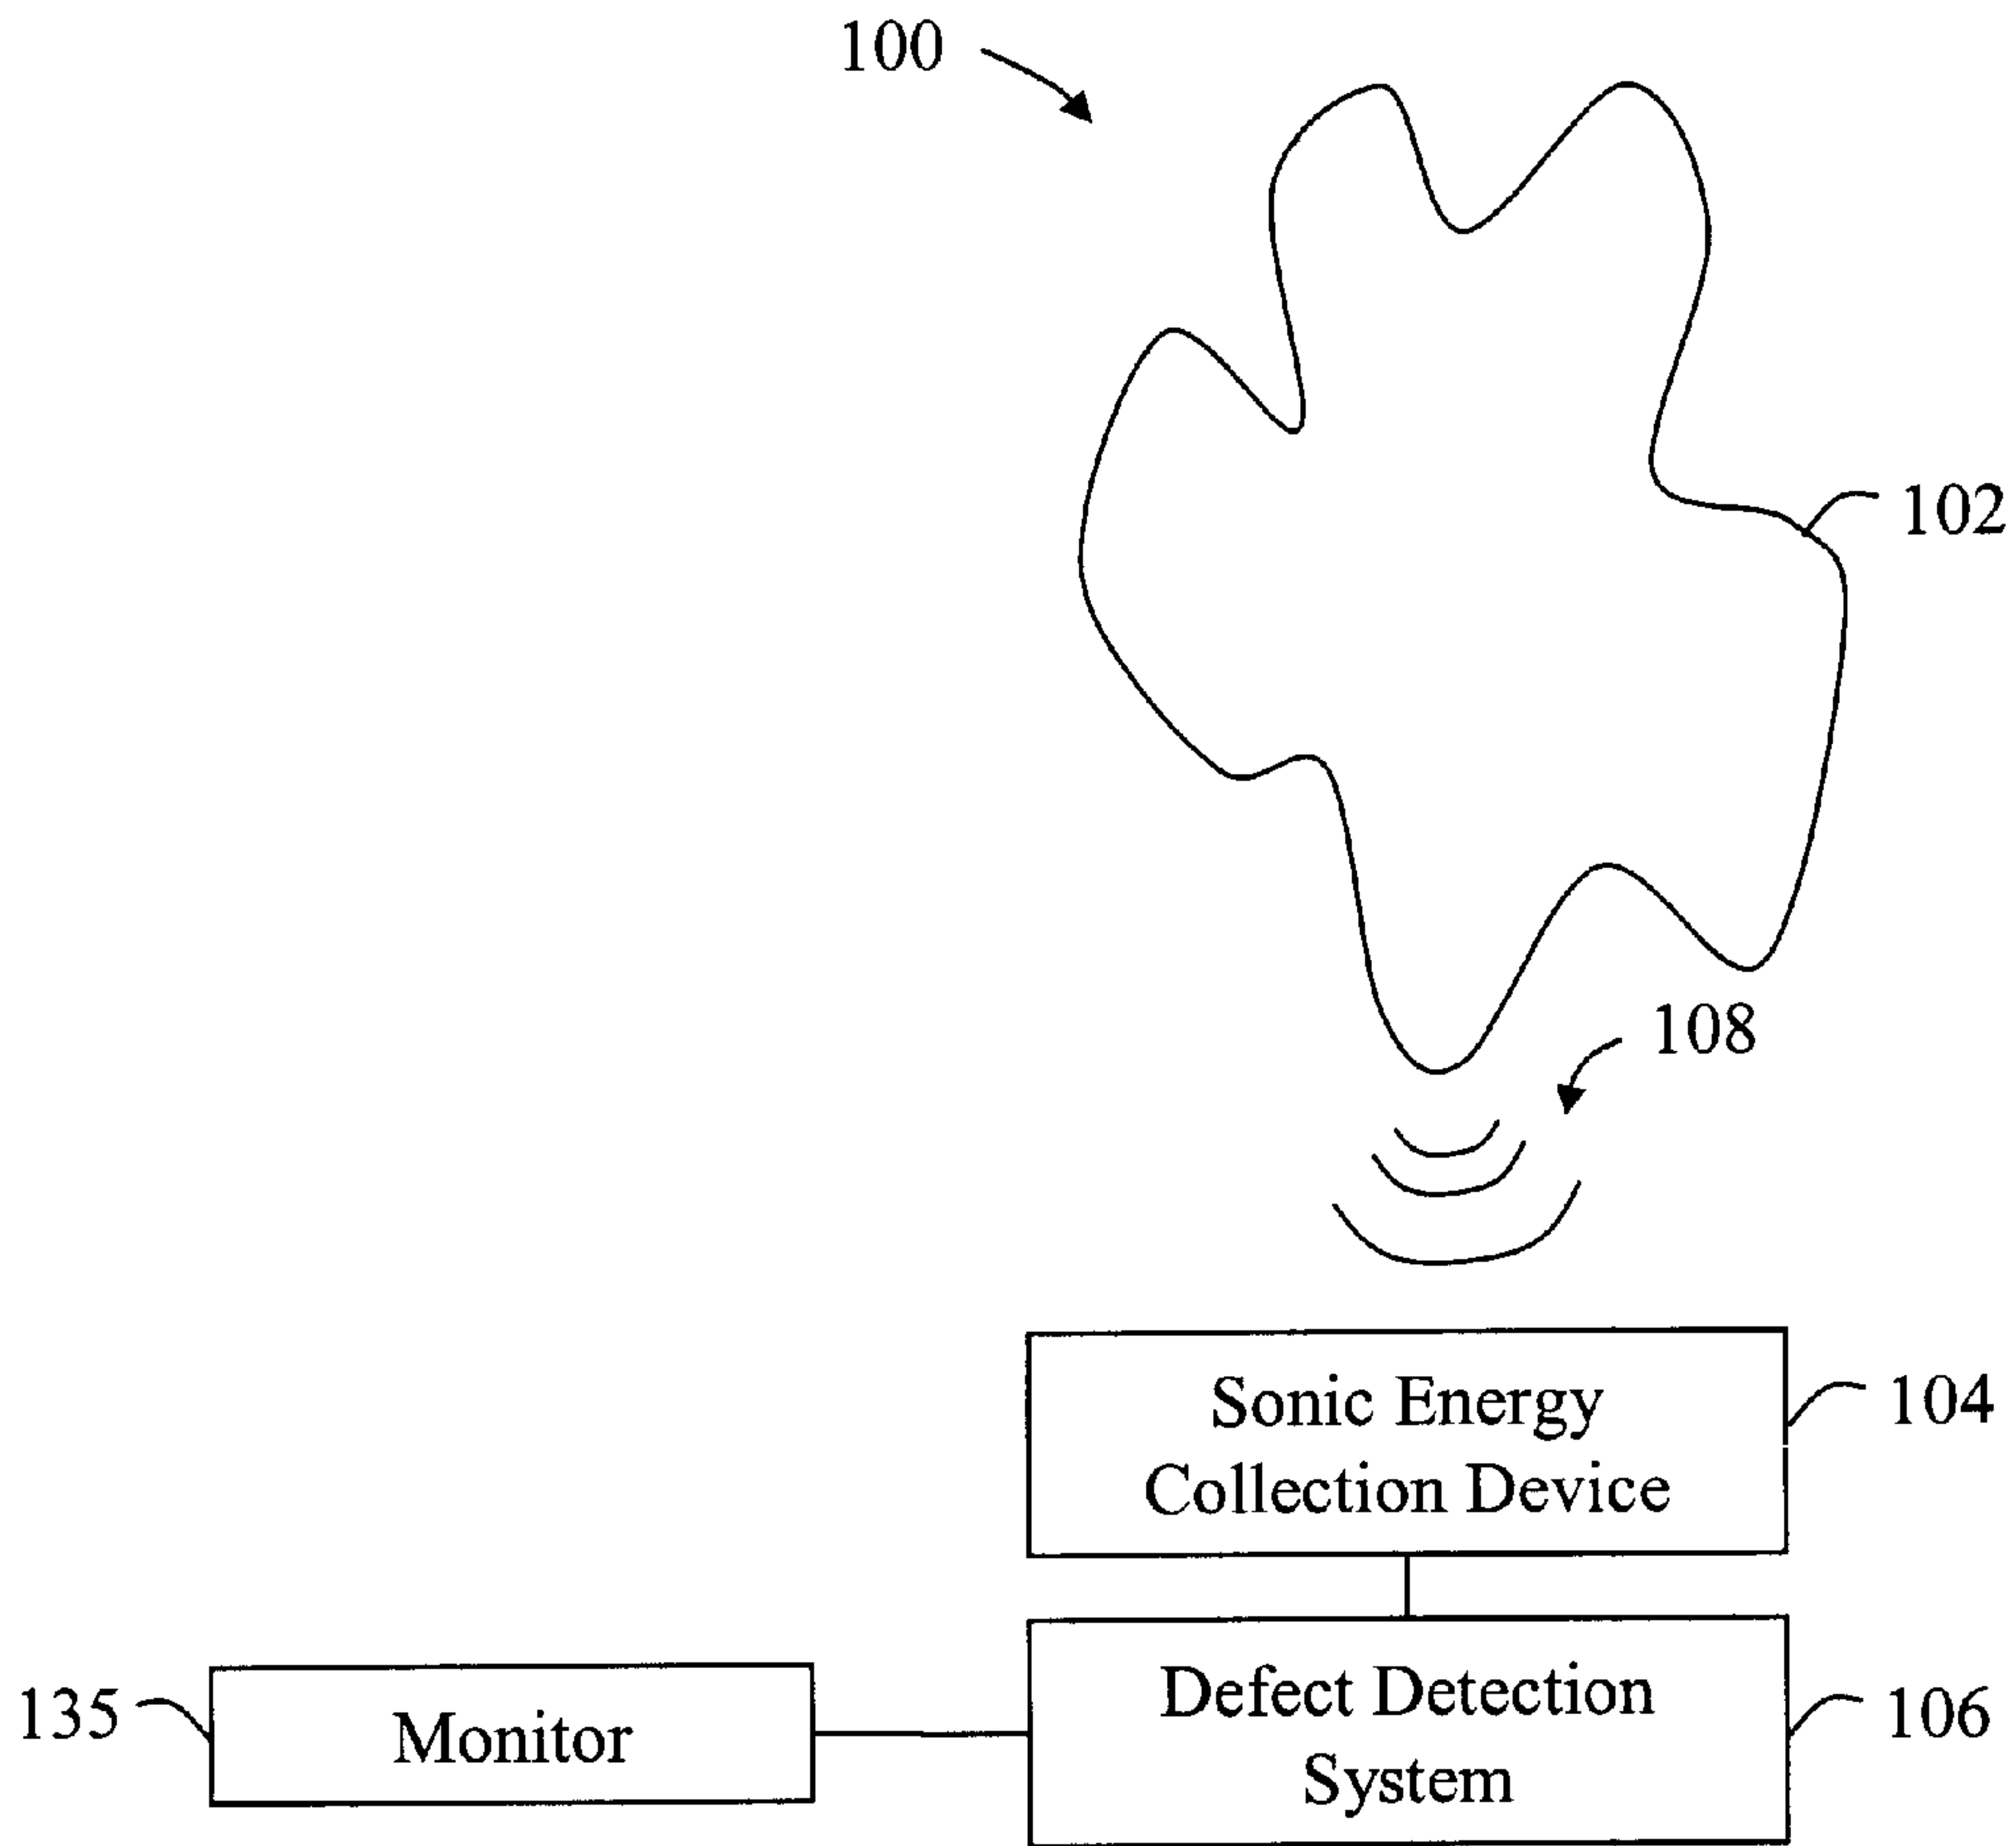 100
102
108
Sonic Energy
Collection Device
104
Defect Detection
System
106
135
Monitor